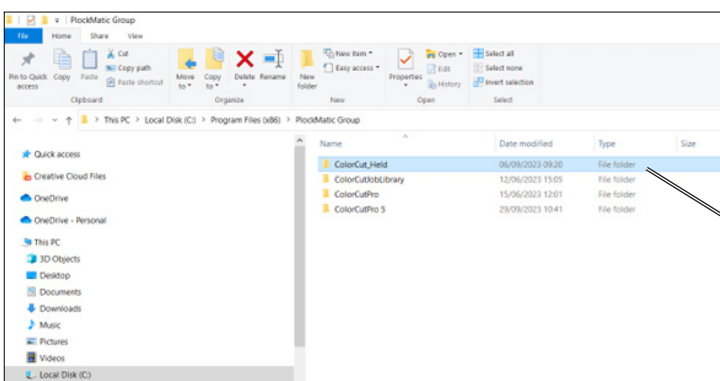 PlockMatic Group
File Home Share View
Pin to Quick access
Copy
Paste
Cut
Copy path
Paste shortcut
Clipboard
Move to
Copy to
Delete
Rename
Organize
New folder
New item
Easy access
New
Properties
Open
Edit
History
Open
Select all
Select none
Invert selection
Select
This PC > Local Disk (C:) > Program Files (x86) > PlockMatic Group
Name Date modified Type Size
ColorCut_Held 06/09/2023 09:20 File folder
ColorCutJobLibrary 12/06/2023 15:05 File folder
ColorCutPro 15/06/2023 12:01 File folder
ColorCutPro 5 29/09/2023 10:41 File folder
Quick access
Creative Cloud Files
OneDrive
OneDrive - Personal
This PC
3D Objects
Desktop
Documents
Downloads
Music
Pictures
Videos
Local Disk (C:)